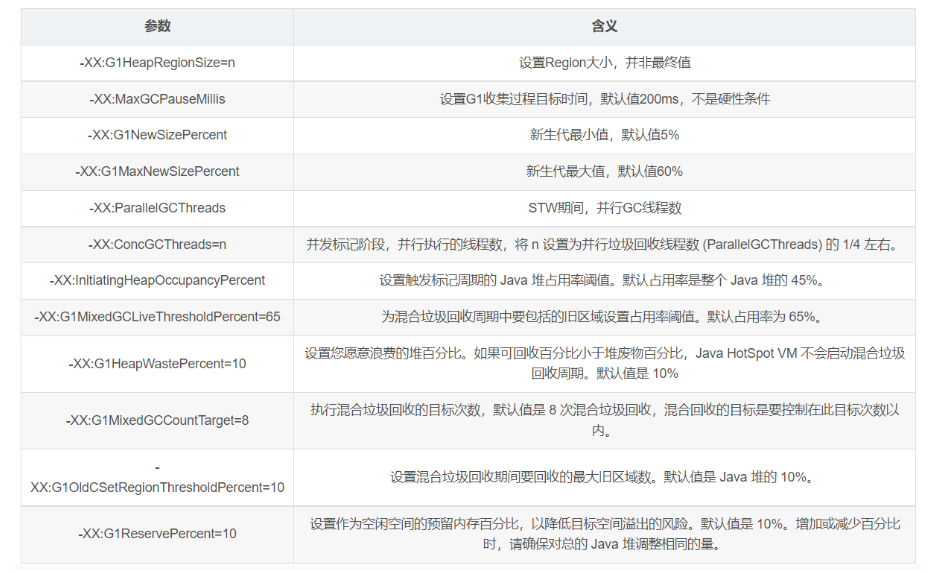 参数 含义
-XX:G1HeapRegionSize=n 设置Region大小，并非最终值
-XX:MaxGCPauseMillis 设置G1收集过程目标时间，默认值200ms，不是硬性条件
-XX:G1NewSizePercent 新生代最小值，默认值5%
-XX:G1MaxNewSizePercent 新生代最大值，默认值60%
-XX:ParallelGCThreads STW期间，并行GC线程数
-XX:ConcGCThreads=n 并发标记阶段，并行执行的线程数，将 n 设置为并行垃圾回收线程数 (ParallelGCThreads) 的 1/4 左右。
-XX:InitiatingHeapOccupancyPercent 设置触发标记周期的 Java 堆占用率阈值。默认占用率是整个 Java 堆的 45%。
-XX:G1MixedGCLiveThresholdPercent=65 为混合垃圾回收周期中要包括的旧区域设置占用率阈值。默认占用率为 65%。
-XX:G1HeapWastePercent=10 设置您愿意浪费的堆百分比。如果可回收百分比小于堆废物百分比，Java HotSpot VM 不会启动混合垃圾
回收周期。默认值是 10%
-XX:G1MixedGCCountTarget=8 执行混合垃圾回收的目标次数，默认值是 8 次混合垃圾回收，混合回收的目标是要控制在此目标次数以
内。
-
XX:G1OldCSetRegionThresholdPercent=10 设置混合垃圾回收期间要回收的最大旧区域数。默认值是 Java 堆的 10%。
-XX:G1ReservePercent=10 设置作为空闲空间的预留内存百分比，以降低目标空间溢出的风险。默认值是 10%。增加或减少百分比
时，请确保对总的 Java 堆调整相同的量。